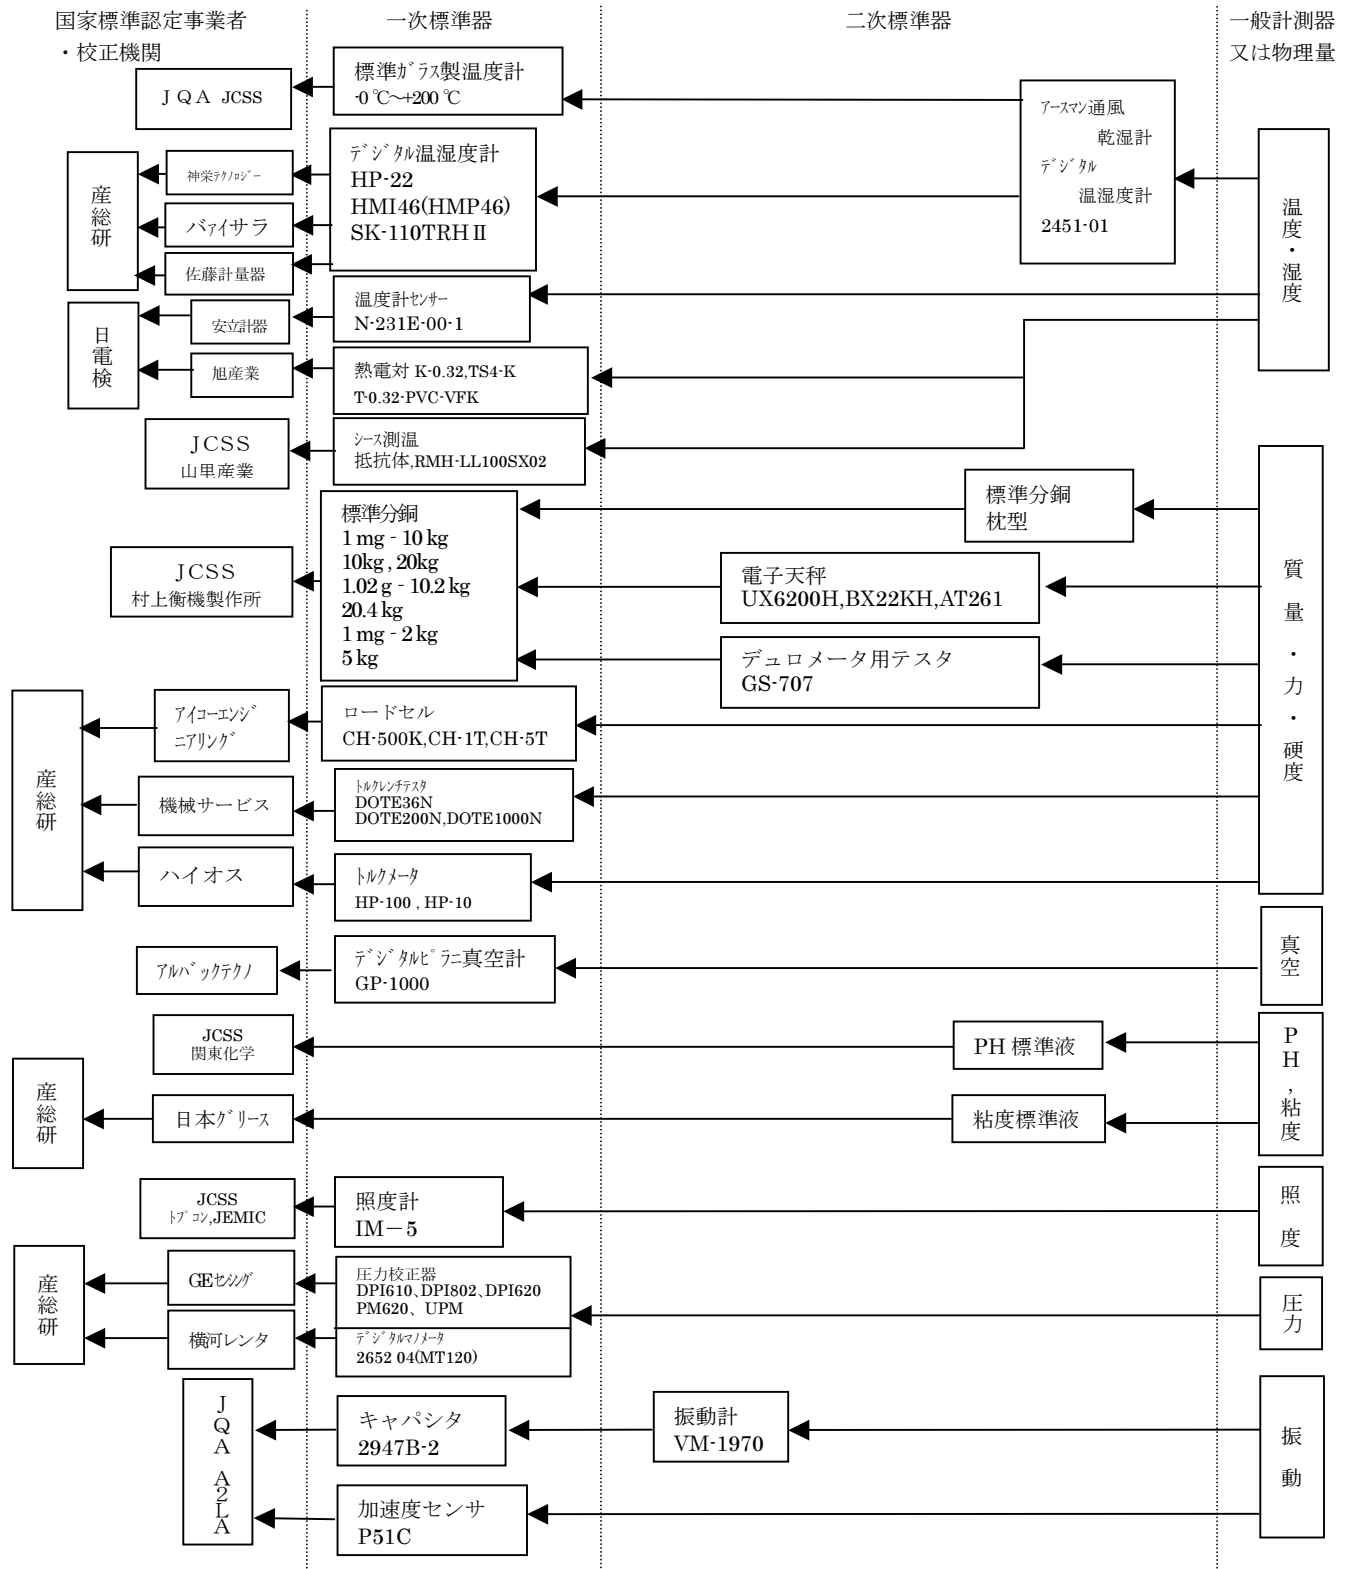 国家標準認定事業者
・校正機関
一次標準器
二次標準器
一般計測器
又は物理量
ＪＱＡ JCSS
標準ｶﾞﾗｽ製温度計
-0 ℃～+200 ℃
ｱｰｽﾏﾝ通風
乾湿計
ﾃﾞｼﾞﾀﾙ
温湿度計
2451-01
温度・湿度
産総研
神栄ﾃｸﾉﾛｼﾞｰ
バァイサラ
佐藤計量器
ﾃﾞｼﾞﾀﾙ温湿度計
HP-22
HMI46(HMP46)
SK-110TRHⅡ
日電検
安立計器
温度計ｾﾝｻｰ
N-231E-00-1
旭産業
熱電対 K-0.32,TS4-K
T-0.32-PVC-VFK
JCSS
山里産業
ｼｰｽ測温
抵抗体,RMH-LL100SX02
JCSS
村上衡機製作所
標準分銅
1 mg - 10 kg
10kg , 20kg
1.02 g - 10.2 kg
20.4 kg
1 mg - 2 kg
5 kg
標準分銅
枕型
電子天秤
UX6200H,BX22KH,AT261
デュロメータ用テスタ
GS-707
質量・力・硬度
産総研
ｱｲｺｰｴﾝｼﾞ
ﾆｱﾘﾝｸﾞ
ロードセル
CH-500K,CH-1T,CH-5T
機械サービス
ﾄﾙｸﾚﾝﾁﾃｽﾀ
DOTE36N
DOTE200N,DOTE1000N
ハイオス
ﾄﾙｸﾒｰﾀ
HP-100 , HP-10
ｱﾙﾊﾞｯｸﾃｸﾉ
ﾃﾞｼﾞﾀﾙﾋﾟﾗﾆ真空計
GP-1000
真空
JCSS
関東化学
PH 標準液
産総研
日本ｸﾞﾘｰｽ
粘度標準液
PH,粘度
JCSS
ﾄﾌﾟｺﾝ,JEMIC
照度計
IM－5
照度
産総研
GEｾﾝｼﾝｸﾞ
圧力校正器
DPI610、DPI802、DPI620
PM620、UPM
横河レンタ
ﾃﾞｼﾞﾀﾙﾏﾉﾒｰﾀ
2652 04(MT120)
圧力
JQA A2LA
キャパシタ
2947B-2
振動計
VM-1970
加速度センサ
P51C
振動